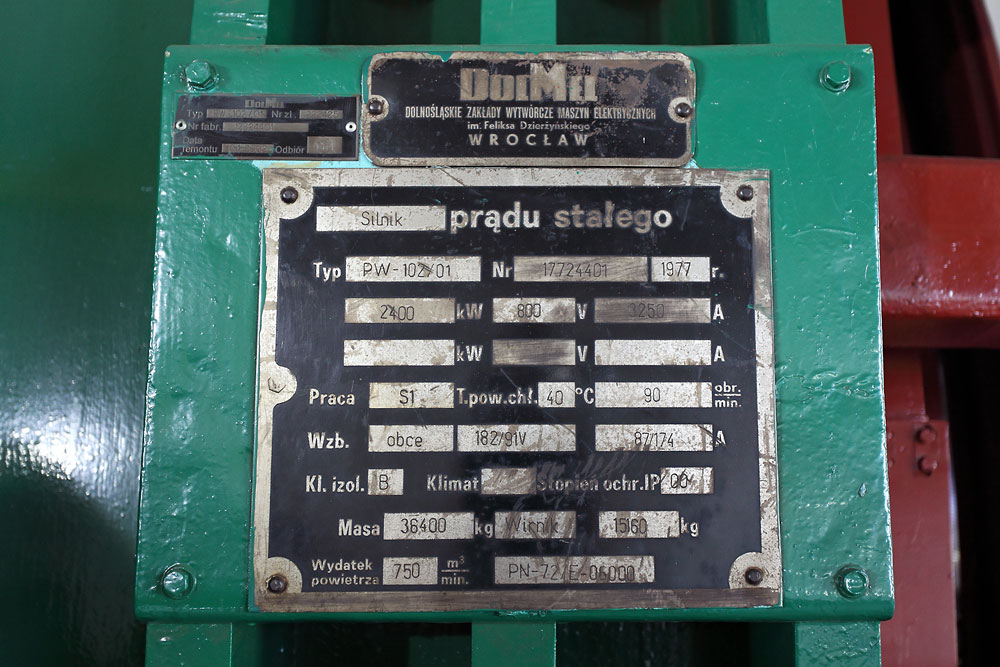 DOLMEL
DOLNOŚLĄSKIE ZAKŁADY WYTWÓRCZE MASZYN ELEKTRYCZNYCH
im. Feliksa Dzierżyńskiego
WROCŁAW
DOLMEL
Typ Nr zl.
Nr fabr.
Data remontu Odbiór
Silnik prądu stałego
Typ PW-102/01 Nr 17724401 1977 r.
2400 kW 800 V 3250 A
kW V A
Praca S1 T.pow.chł. 40 °C 90 obr./min.
Wzb. obce 182/91V 87/174 A
Kl. izol. B Klimat Stopień ochr. IP 00
Masa 36400 kg Wirnik 15160 kg
Wydatek powietrza 750 m³/min. PN-72/E-06000